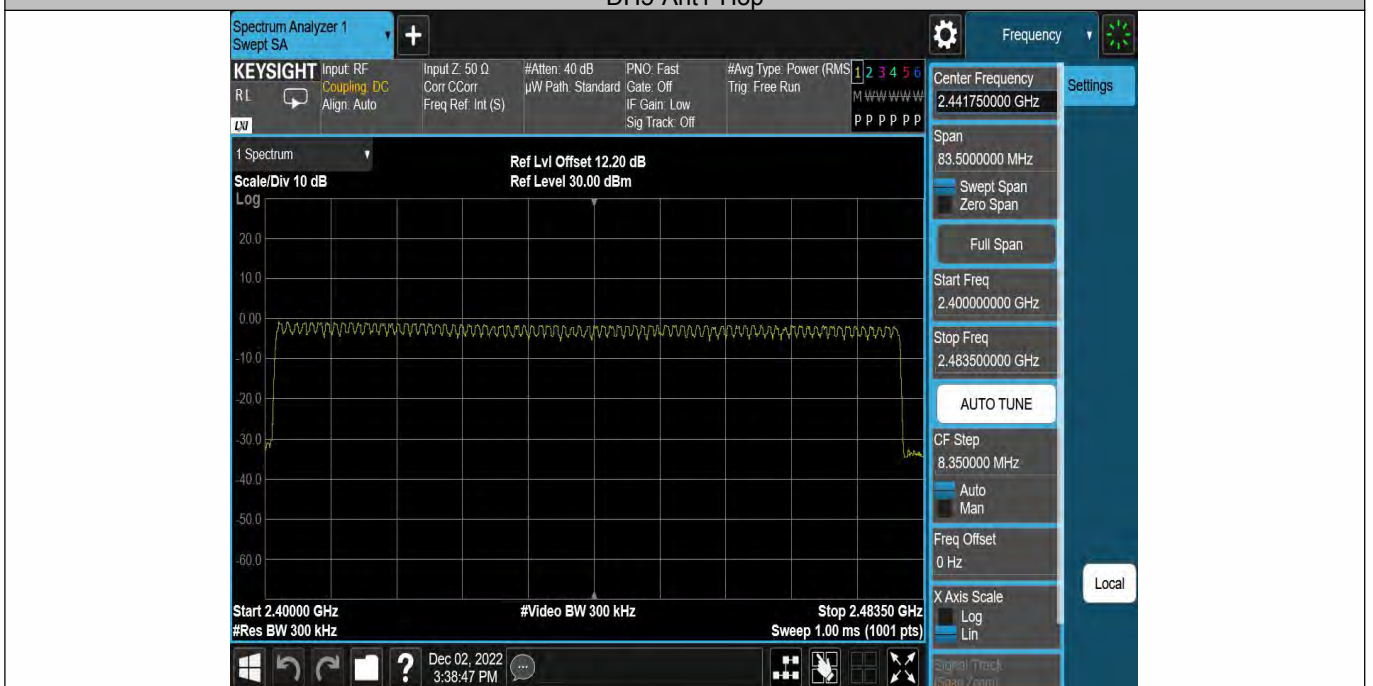 DH5 Ant1 Hop
Spectrum Analyzer 1
Swept SA
Frequency
KEYSIGHT
R L
LXI
Input: RF
Coupling: DC
Align: Auto
Input Z: 50 Ω
Corr CCorr
Freq Ref: Int (S)
#Atten: 40 dB
µW Path: Standard
PNO: Fast
Gate: Off
IF Gain: Low
Sig Track: Off
#Avg Type: Power (RMS
Trig: Free Run
1 2 3 4 5 6
M W W W W W
P P P P P P
1 Spectrum
Scale/Div 10 dB
Ref Lvl Offset 12.20 dB
Ref Level 30.00 dBm
Log
20.0
10.0
0.00
-10.0
-20.0
-30.0
-40.0
-50.0
-60.0
Start 2.40000 GHz
#Res BW 300 kHz
#Video BW 300 kHz
Stop 2.48350 GHz
Sweep 1.00 ms (1001 pts)
Dec 02, 2022
3:38:47 PM
Center Frequency
2.441750000 GHz
Settings
Span
83.5000000 MHz
Swept Span
Zero Span
Full Span
Start Freq
2.400000000 GHz
Stop Freq
2.483500000 GHz
AUTO TUNE
CF Step
8.350000 MHz
Auto
Man
Freq Offset
0 Hz
X Axis Scale
Log
Lin
Local
Signal Track
(Span Zoom)